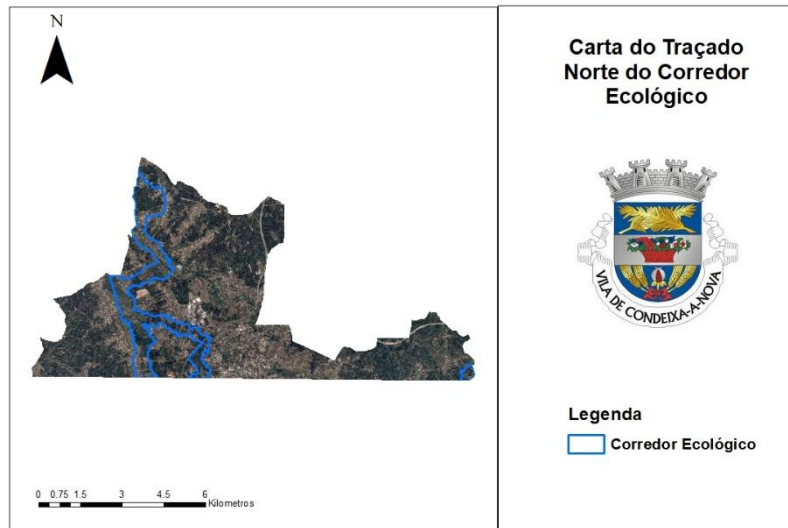 N
Carta do Traçado
Norte do Corredor
Ecológico
VILA DE CONDEIXA-A-NOVA
Legenda
Corredor Ecológico
0 0.75 1.5 3 4.5 6
Kilometros